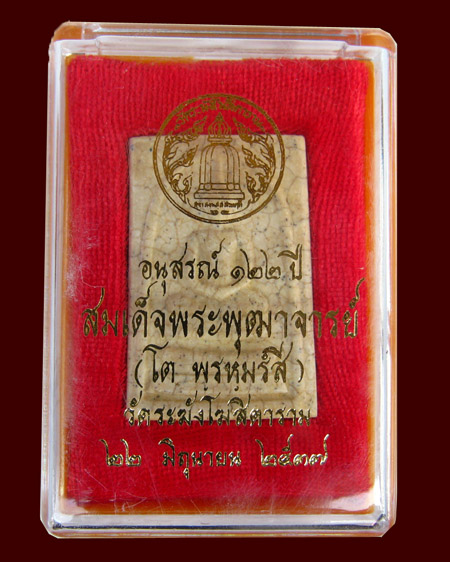 อนุสรณ์ ๑๒๒ ปี
สมเด็จพระพุฒาจารย์
(โต พรหมรังสี)
วัดระฆังโฆสิตาราม
๒๒ มิถุนายน ๒๕๓๗